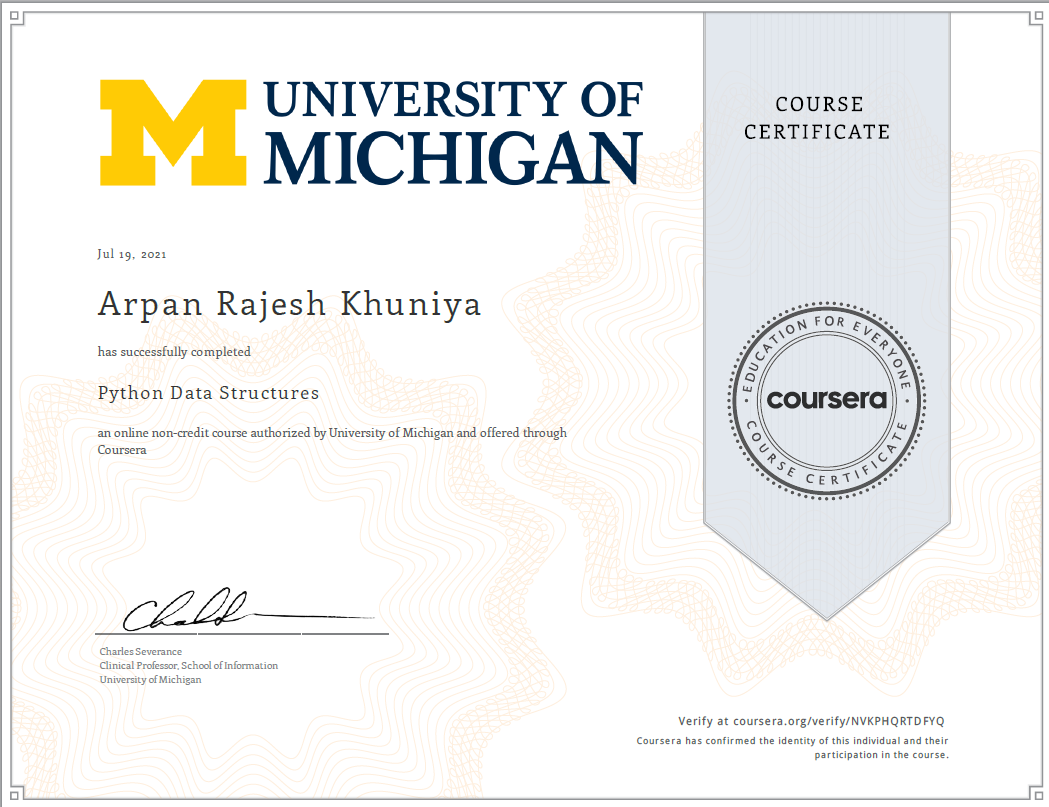 UNIVERSITY OF
MICHIGAN
COURSE
CERTIFICATE
Jul 19, 2021
Arpan Rajesh Khuniya
has successfully completed
Python Data Structures
an online non-credit course authorized by University of Michigan and offered through
Coursera
EDUCATION FOR EVERYONE
coursera
COURSE CERTIFICATE
Charles Severance
Clinical Professor, School of Information
University of Michigan
Verify at coursera.org/verify/NVKPHQRTDFYQ
Coursera has confirmed the identity of this individual and their
participation in the course.